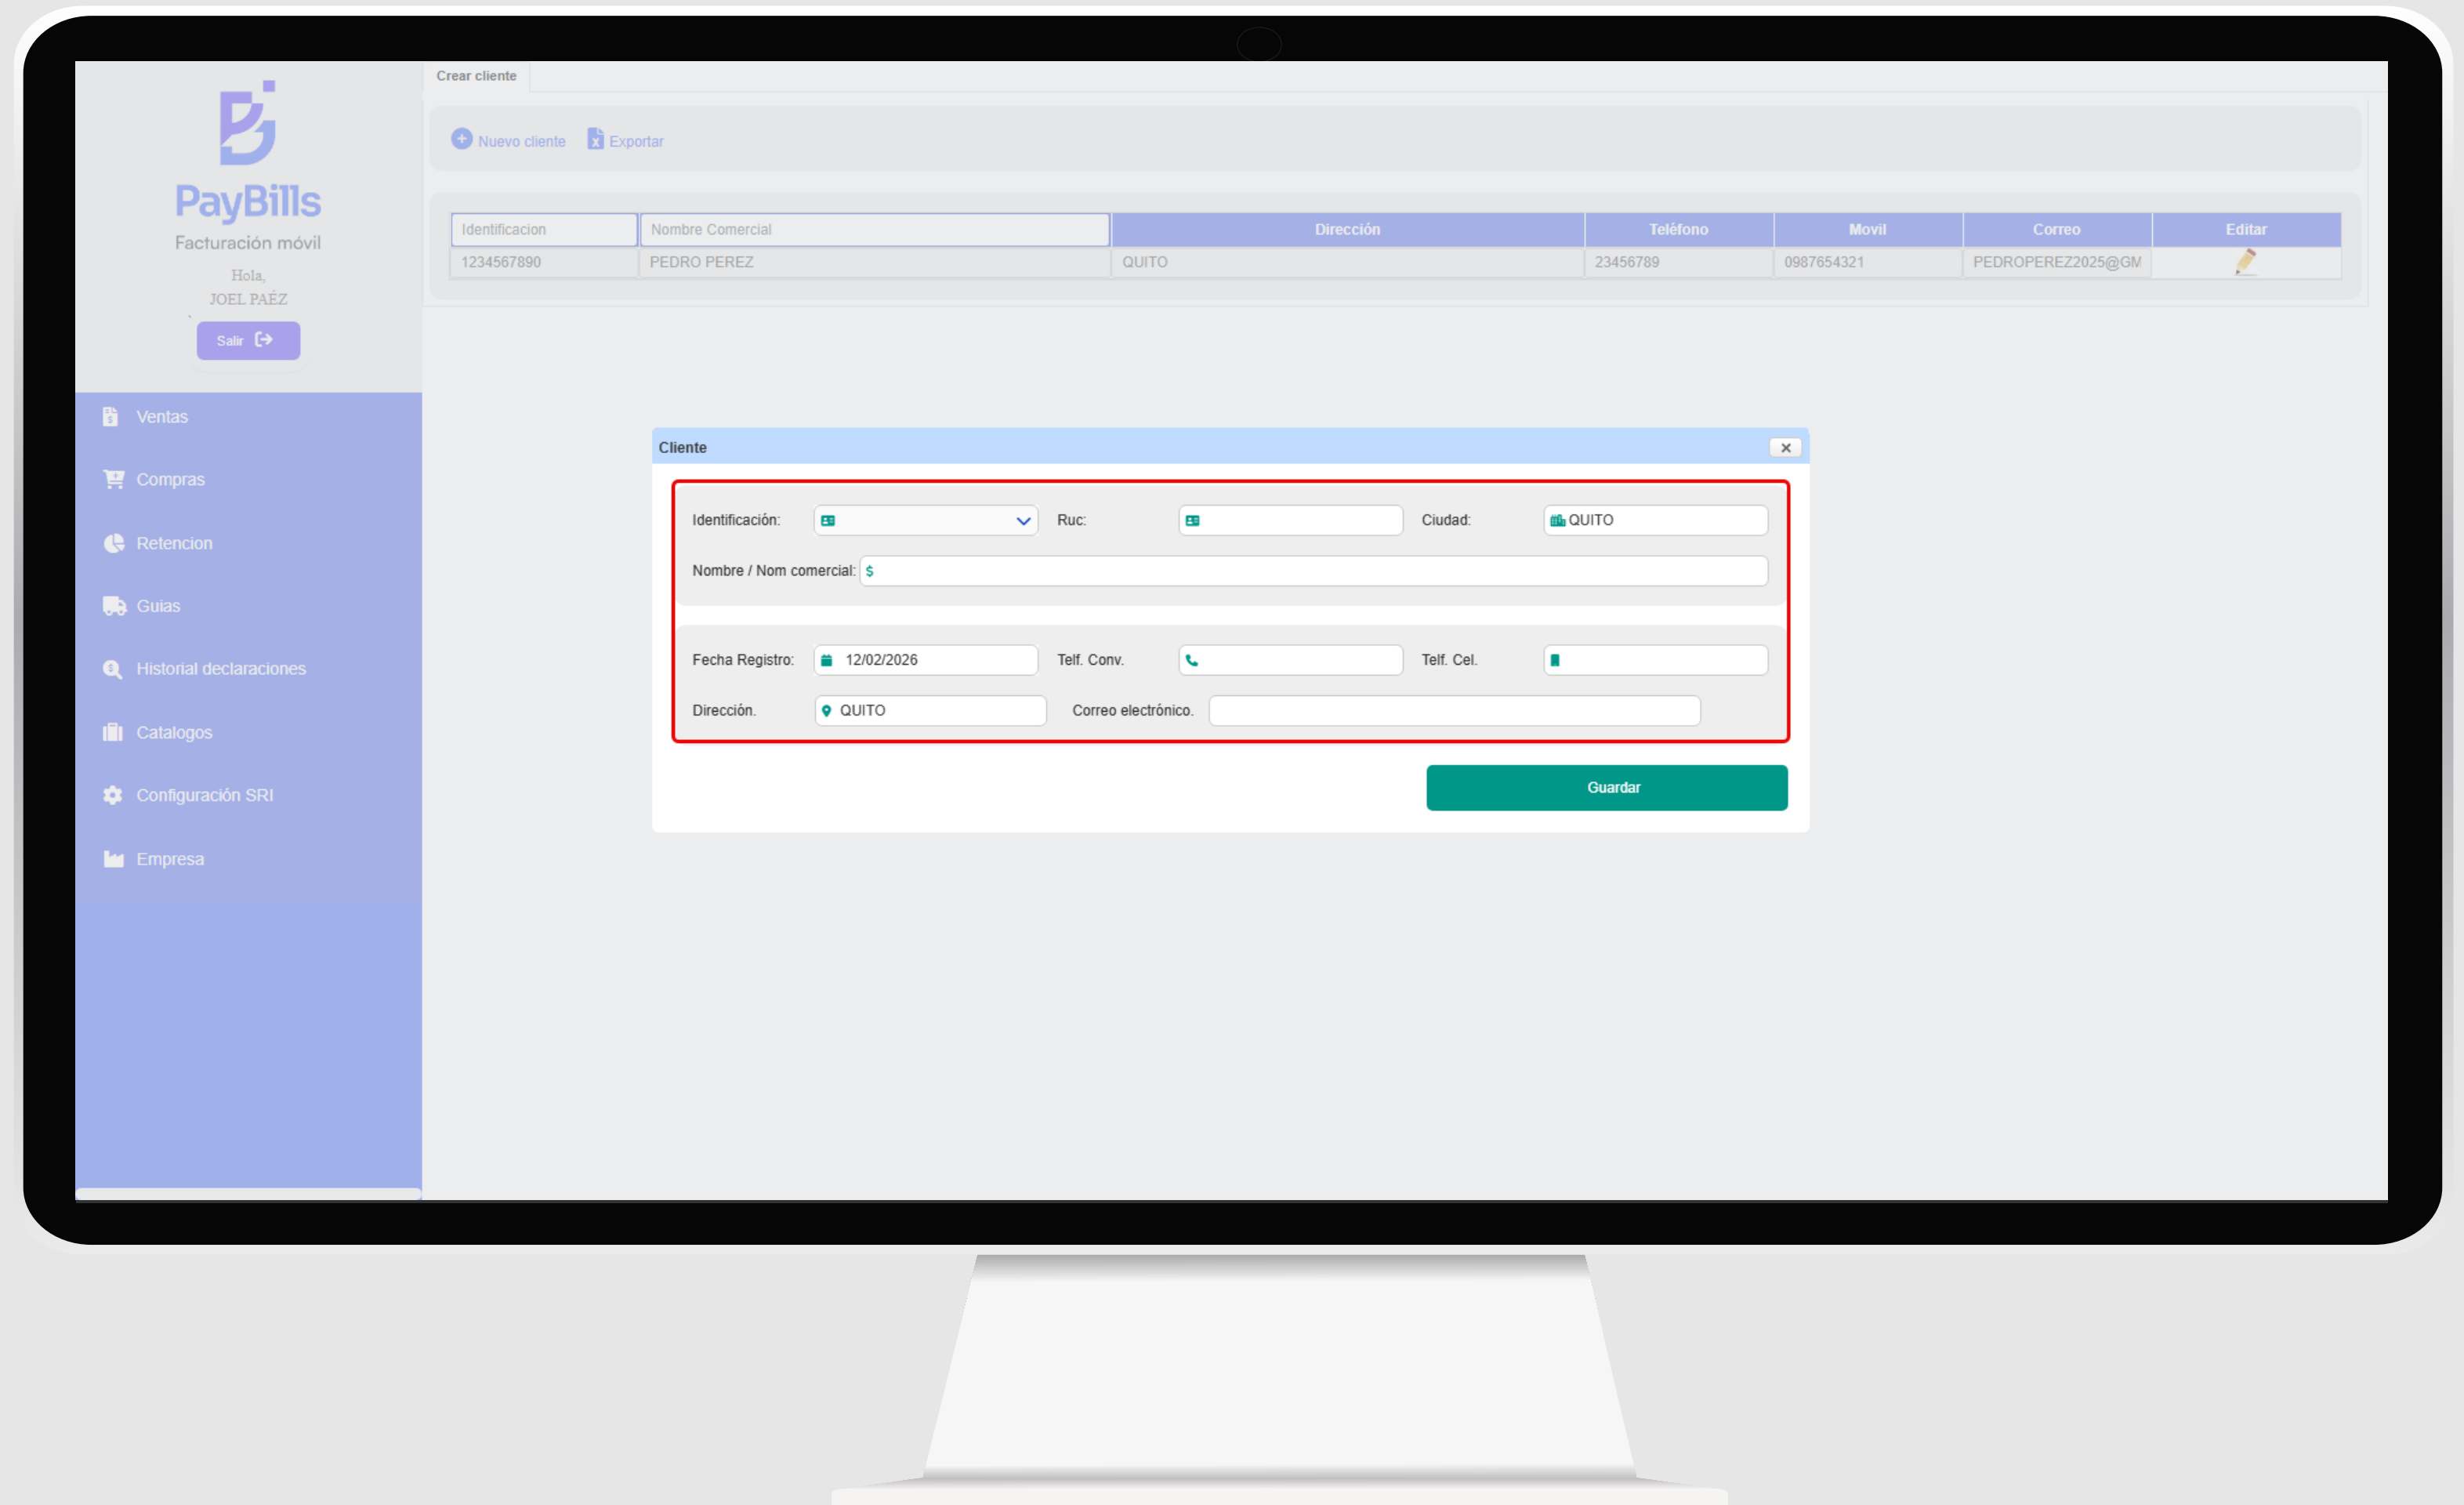 PayBills
Facturación móvil
Hola,
JOEL PAÉZ
Salir
Ventas
Compras
Retencion
Guias
Historial declaraciones
Catalogos
Configuración SRI
Empresa
Crear cliente
Nuevo cliente Exportar
Identificacion Nombre Comercial Dirección Teléfono Movil Correo Editar
1234567890 PEDRO PEREZ QUITO 23456789 0987654321 PEDROPEREZ2025@GM
Cliente
Identificación: Ruc: Ciudad: QUITO
Nombre / Nom comercial: $
Fecha Registro: 12/02/2026 Telf. Conv. Telf. Cel.
Dirección. QUITO Correo electrónico.
Guardar